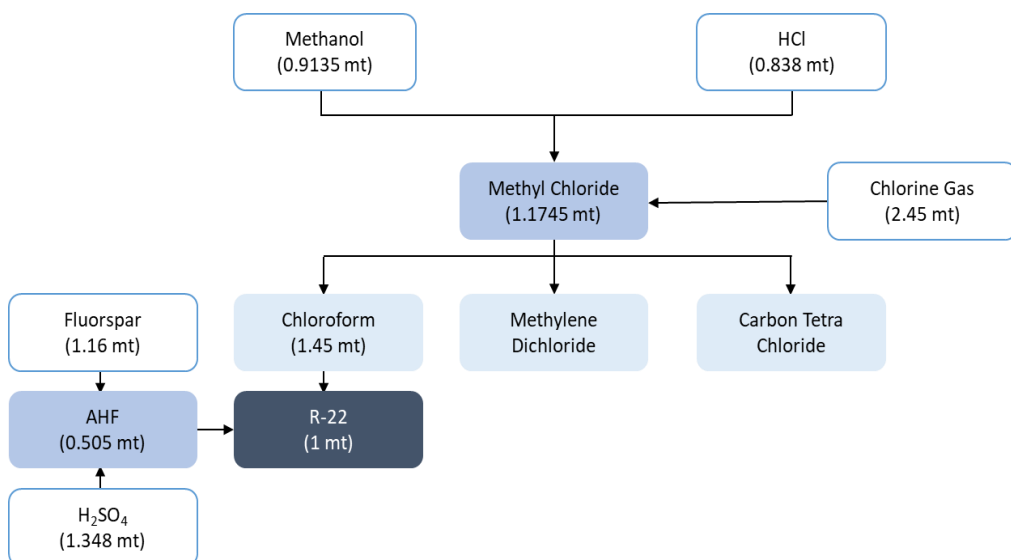 Methanol
(0.9135 mt)
HCl
(0.838 mt)
Methyl Chloride
(1.1745 mt)
Chlorine Gas
(2.45 mt)
Fluorspar
(1.16 mt)
Chloroform
(1.45 mt)
Methylene
Dichloride
Carbon Tetra
Chloride
AHF
(0.505 mt)
R-22
(1 mt)
H₂SO₄
(1.348 mt)